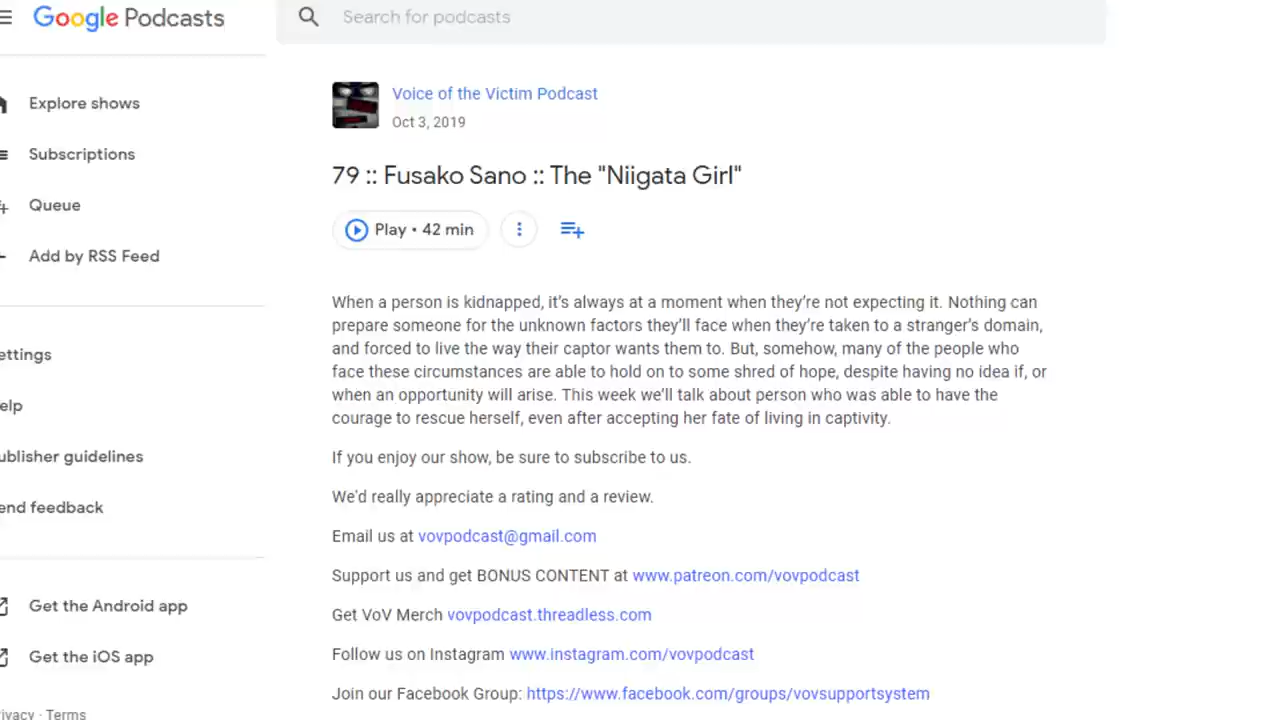 Google Podcasts
Search for podcasts
Explore shows
Subscriptions
Queue
Add by RSS Feed
ettings
elp
ublisher guidelines
end feedback
Get the Android app
Get the iOS app
ivacy · Terms
Voice of the Victim Podcast
Oct 3, 2019
79 :: Fusako Sano :: The "Niigata Girl"
Play • 42 min
When a person is kidnapped, it's always at a moment when they're not expecting it. Nothing can
prepare someone for the unknown factors they'll face when they're taken to a stranger's domain,
and forced to live the way their captor wants them to. But, somehow, many of the people who
face these circumstances are able to hold on to some shred of hope, despite having no idea if, or
when an opportunity will arise. This week we'll talk about person who was able to have the
courage to rescue herself, even after accepting her fate of living in captivity.
If you enjoy our show, be sure to subscribe to us.
We'd really appreciate a rating and a review.
Email us at vovpodcast@gmail.com
Support us and get BONUS CONTENT at www.patreon.com/vovpodcast
Get VoV Merch vovpodcast.threadless.com
Follow us on Instagram www.instagram.com/vovpodcast
Join our Facebook Group: https://www.facebook.com/groups/vovsupportsystem